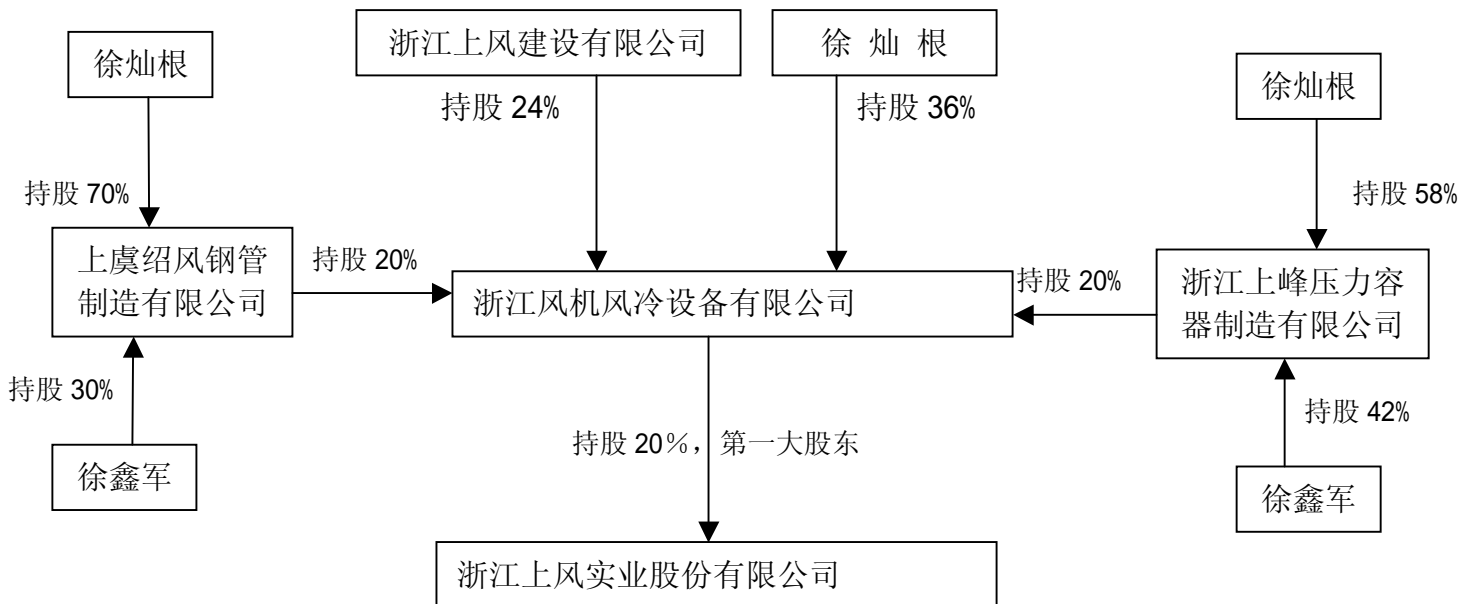 浙江上风建设有限公司
徐 灿 根
徐灿根
徐灿根
持股 24%
持股 36%
持股 70%
持股 58%
上虞绍风钢管
制造有限公司
持股 20%
浙江风机风冷设备有限公司
持股 20%
浙江上峰压力容
器制造有限公司
持股 30%
持股 42%
持股 20％，第一大股东
徐鑫军
徐鑫军
浙江上风实业股份有限公司